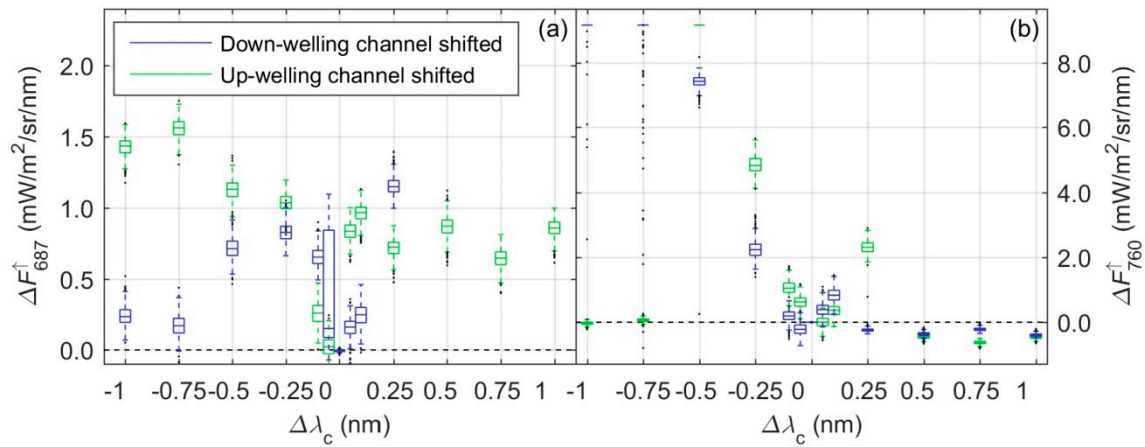 (a)
Down-welling channel shifted
Up-welling channel shifted
ΔF↑687 (mW/m²/sr/nm)
2.0
1.5
1.0
0.5
0.0
-1 -0.75 -0.5 -0.25 0 0.25 0.5 0.75 1
Δλc (nm)
(b)
8.0
6.0
4.0
2.0
0.0
ΔF↑760 (mW/m²/sr/nm)
-1 -0.75 -0.5 -0.25 0 0.25 0.5 0.75 1
Δλc (nm)